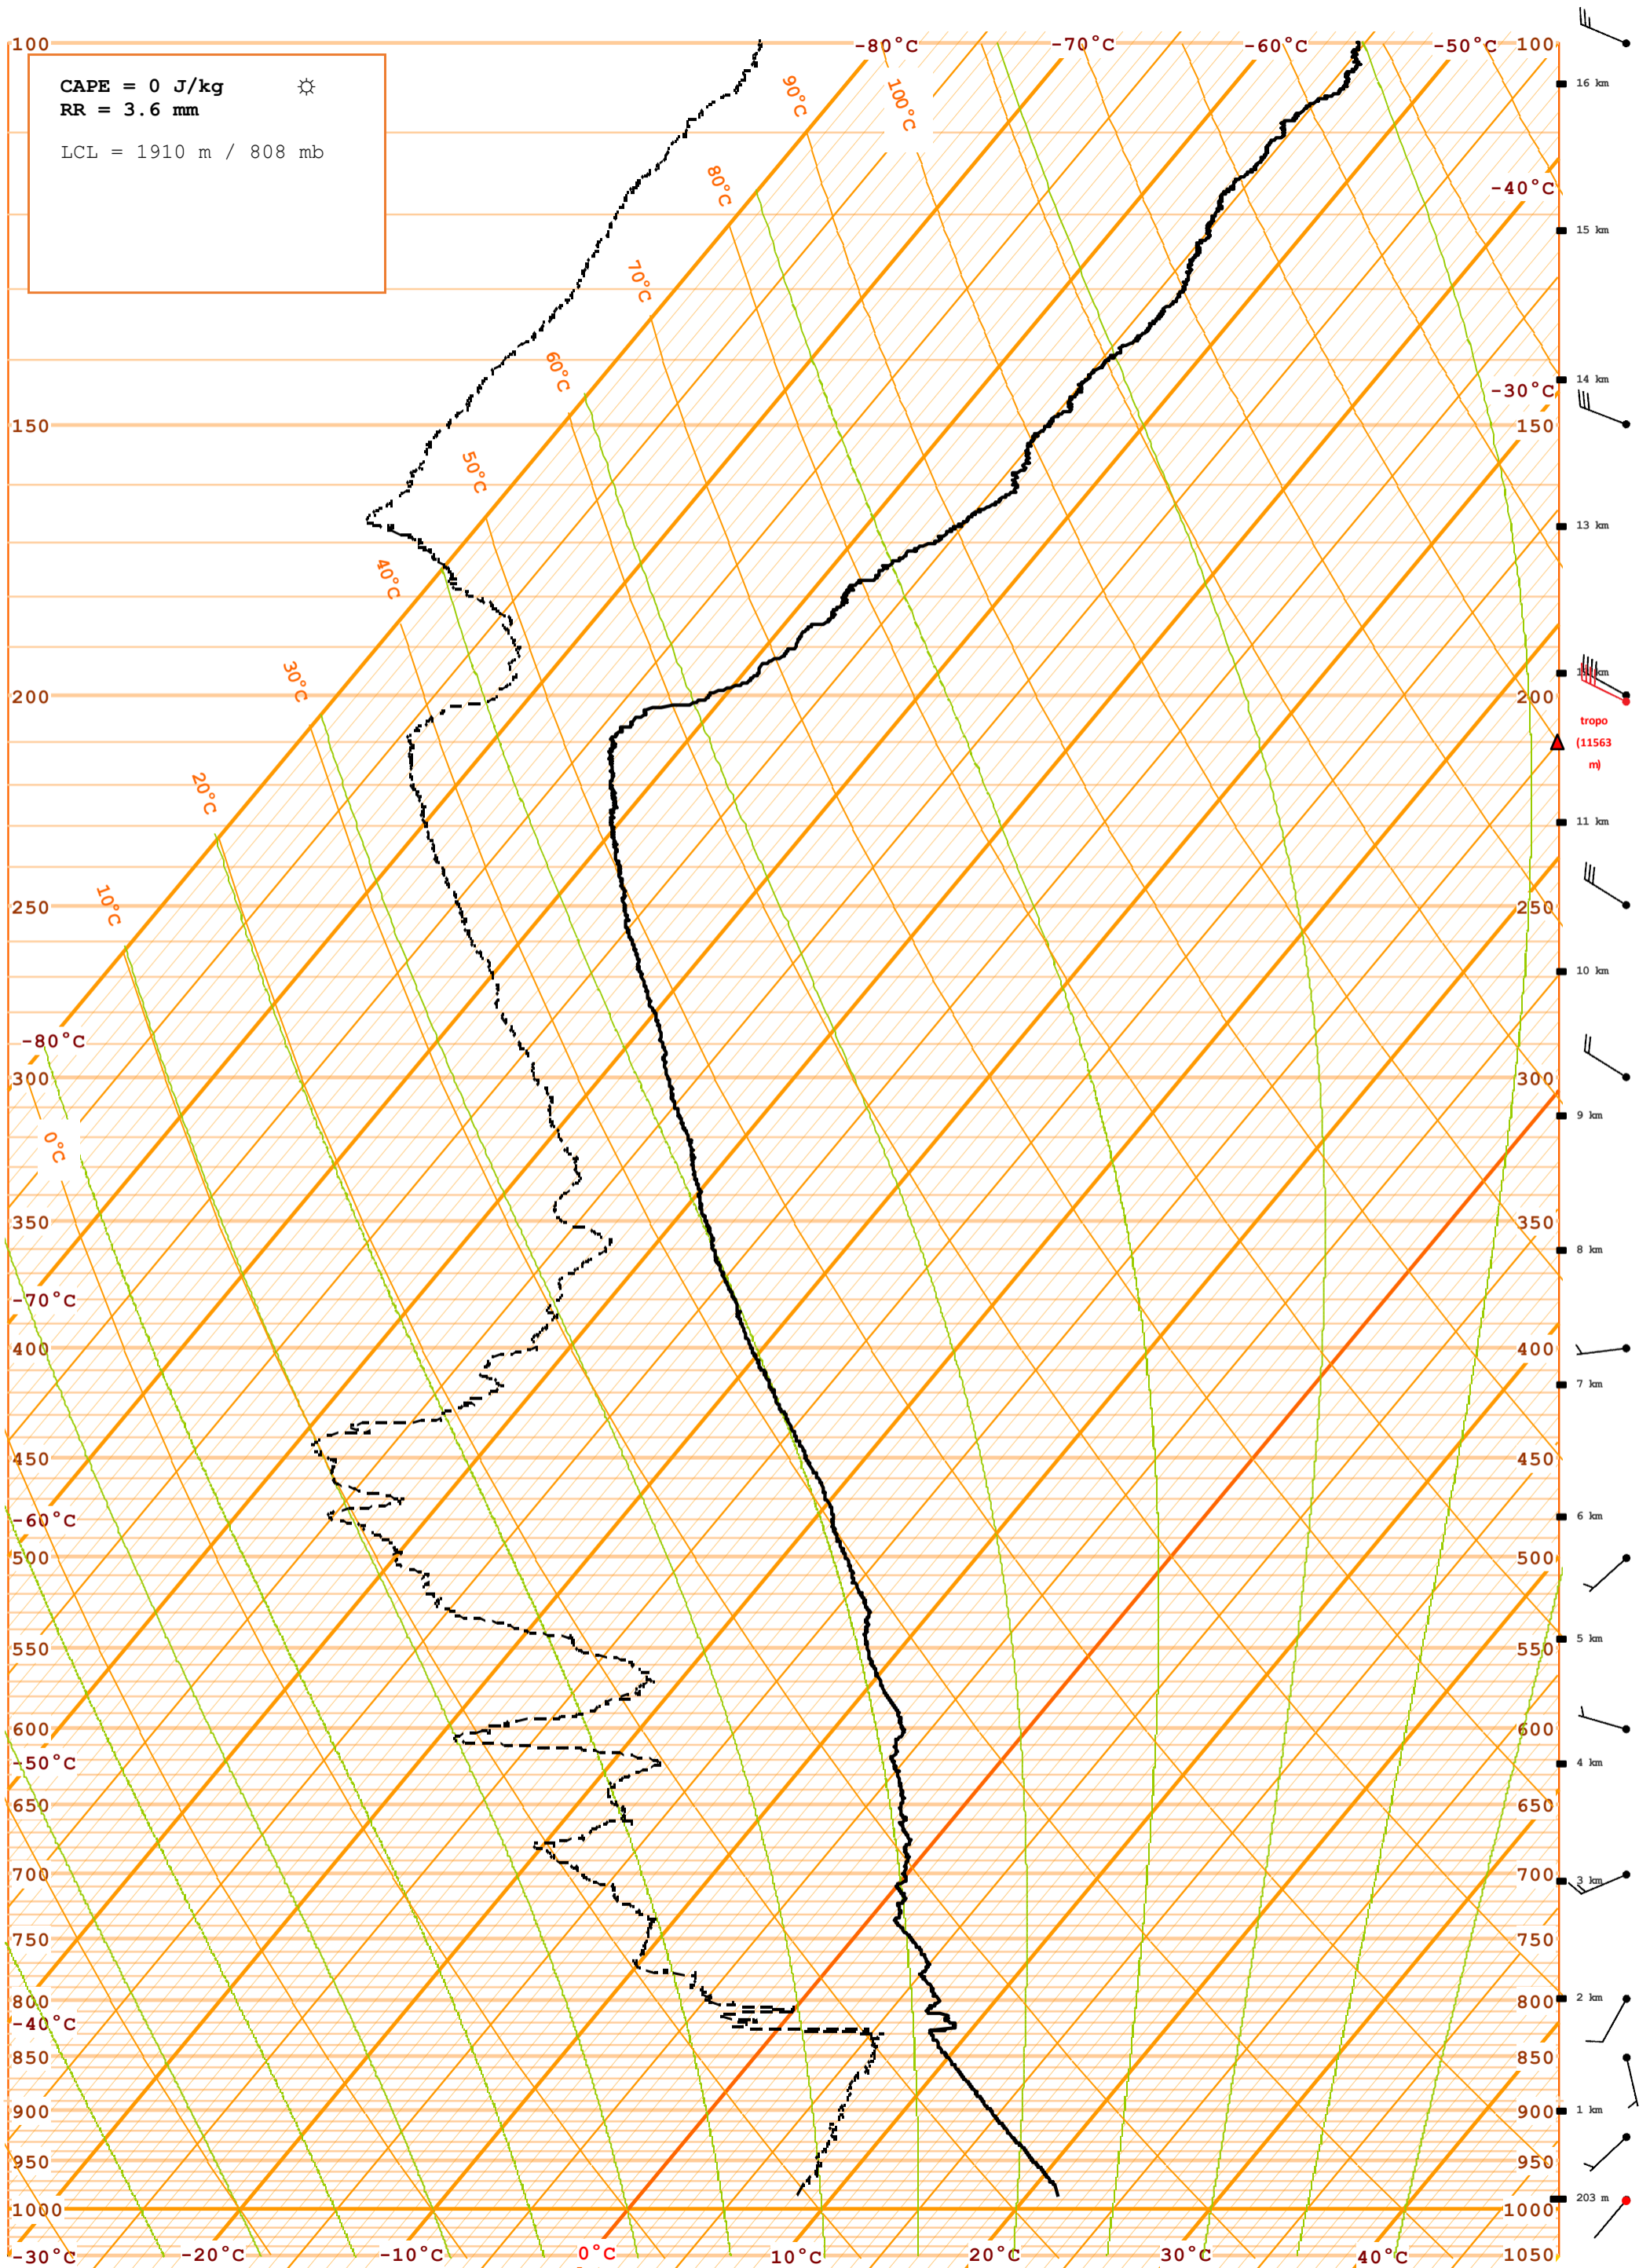 100
-80°C
-70°C
-60°C
-50°C
100
CAPE = 0 J/kg ☼
RR = 3.6 mm
LCL = 1910 m / 808 mb
90°C
100°C
16 km
80°C
-40°C
15 km
70°C
60°C
14 km
-30°C
150
150
50°C
13 km
40°C
30°C
200
200
tropo
(11563
m)
20°C
11 km
10°C
250
250
10 km
-80°C
300
300
9 km
0°C
350
350
8 km
-70°C
400
400
7 km
450
450
-60°C
6 km
500
500
5 km
550
550
600
600
-50°C
4 km
650
650
700
700
3 km
750
750
800
800
2 km
-40°C
850
850
900
900
1 km
950
950
1000
1000
203 m
-30°C
-20°C
-10°C
0°C
10°C
20°C
30°C
40°C
1050